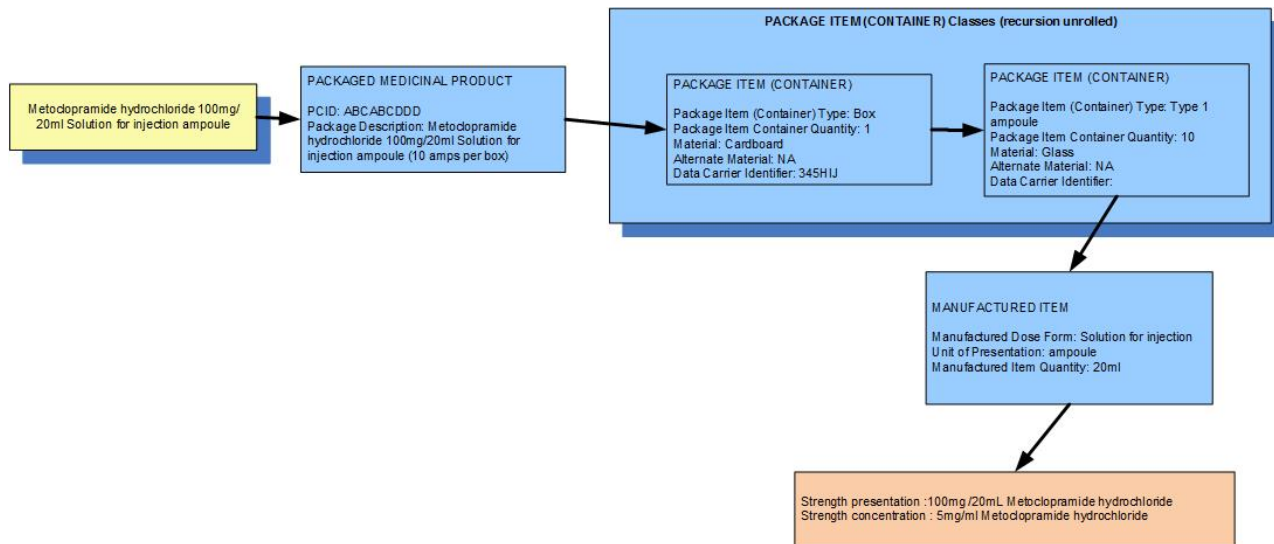 PACKAGE ITEM (CONTAINER) Classes (recursion unrolled)
Metoclopramide hydrochloride 100mg/
20ml Solution for injection ampoule
PACKAGED MEDICINAL PRODUCT
PCID: ABCABCDDD
Package Description: Metoclopramide
hydrochloride 100mg/20ml Solution for
injection ampoule (10 amps per box)
PACKAGE ITEM (CONTAINER)
Package Item (Container) Type: Box
Package Item Container Quantity: 1
Material: Cardboard
Alternate Material: NA
Data Carrier Identifier: 345HIJ
PACKAGE ITEM (CONTAINER)
Package Item (Container) Type: Type 1
ampoule
Package Item Container Quantity: 10
Material: Glass
Alternate Material: NA
Data Carrier Identifier:
MANUFACTURED ITEM
Manufactured Dose Form: Solution for injection
Unit of Presentation: ampoule
Manufactured Item Quantity: 20ml
Strength presentation :100mg /20mL Metoclopramide hydrochloride
Strength concentration : 5mg/ml Metoclopramide hydrochloride